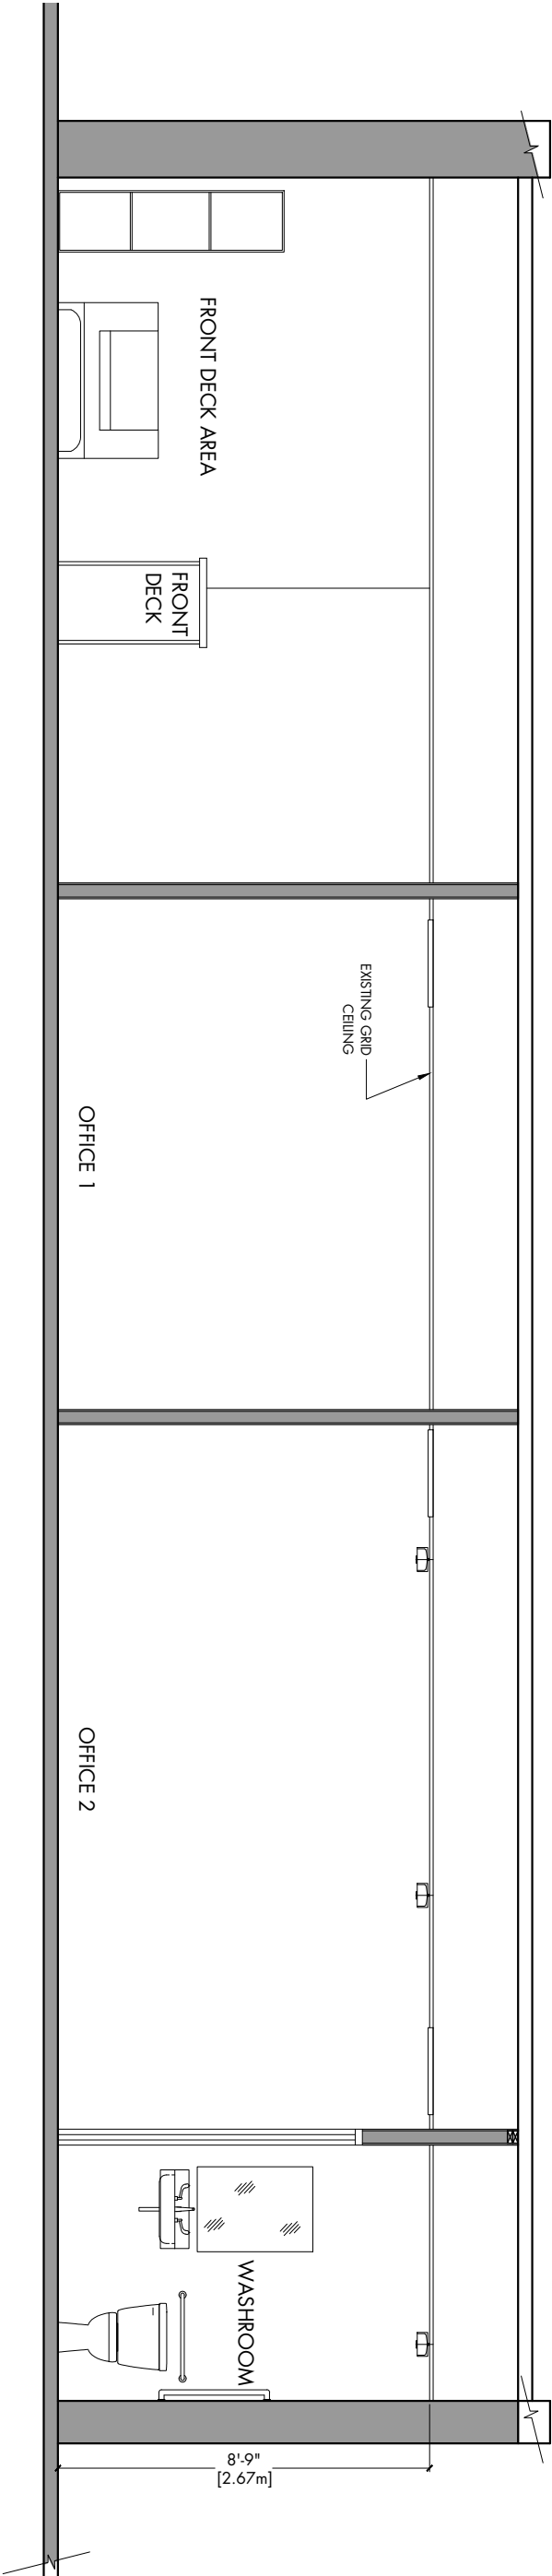 FRONT DECK AREA
FRONT
DECK
EXISTING GRID
CEILING
OFFICE 1
OFFICE 2
WASHROOM
8'-9"
[2.67m]